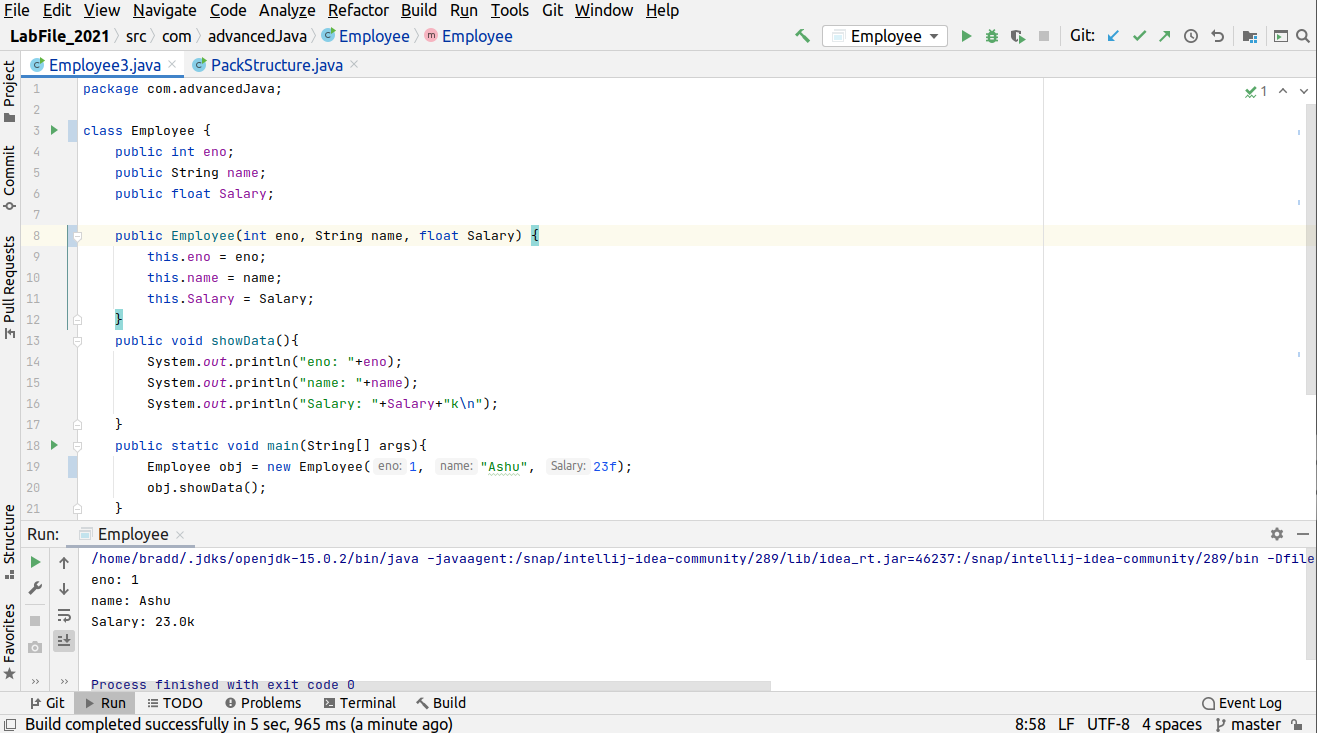 File Edit View Navigate Code Analyze Refactor Build Run Tools Git Window Help
LabFile_2021 src com advancedJava Employee Employee Employee Git:
Employee3.java PackStructure.java
Project
Commit
Pull Requests
Structure
Favorites
1 package com.advancedJava; 1
2
3 class Employee {
4 public int eno;
5 public String name;
6 public float Salary;
7
8 public Employee(int eno, String name, float Salary) {
9 this.eno = eno;
10 this.name = name;
11 this.Salary = Salary;
12 }
13 public void showData(){
14 System.out.println("eno: "+eno);
15 System.out.println("name: "+name);
16 System.out.println("Salary: "+Salary+"k\n");
17 }
18 public static void main(String[] args){
19 Employee obj = new Employee( eno: 1, name: "Ashu", Salary: 23f);
20 obj.showData();
21 }
Run: Employee
/home/bradd/.jdks/openjdk-15.0.2/bin/java -javaagent:/snap/intellij-idea-community/289/lib/idea_rt.jar=46237:/snap/intellij-idea-community/289/bin -Dfile
eno: 1
name: Ashu
Salary: 23.0k
Process finished with exit code 0
Git Run TODO Problems Terminal Build Event Log
Build completed successfully in 5 sec, 965 ms (a minute ago) 8:58 LF UTF-8 4 spaces master